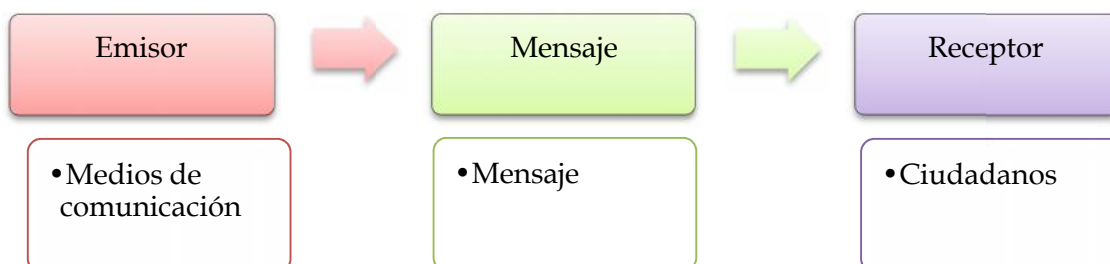 Emisor
Mensaje
Receptor
•Medios de
comunicación
•Mensaje
•Ciudadanos